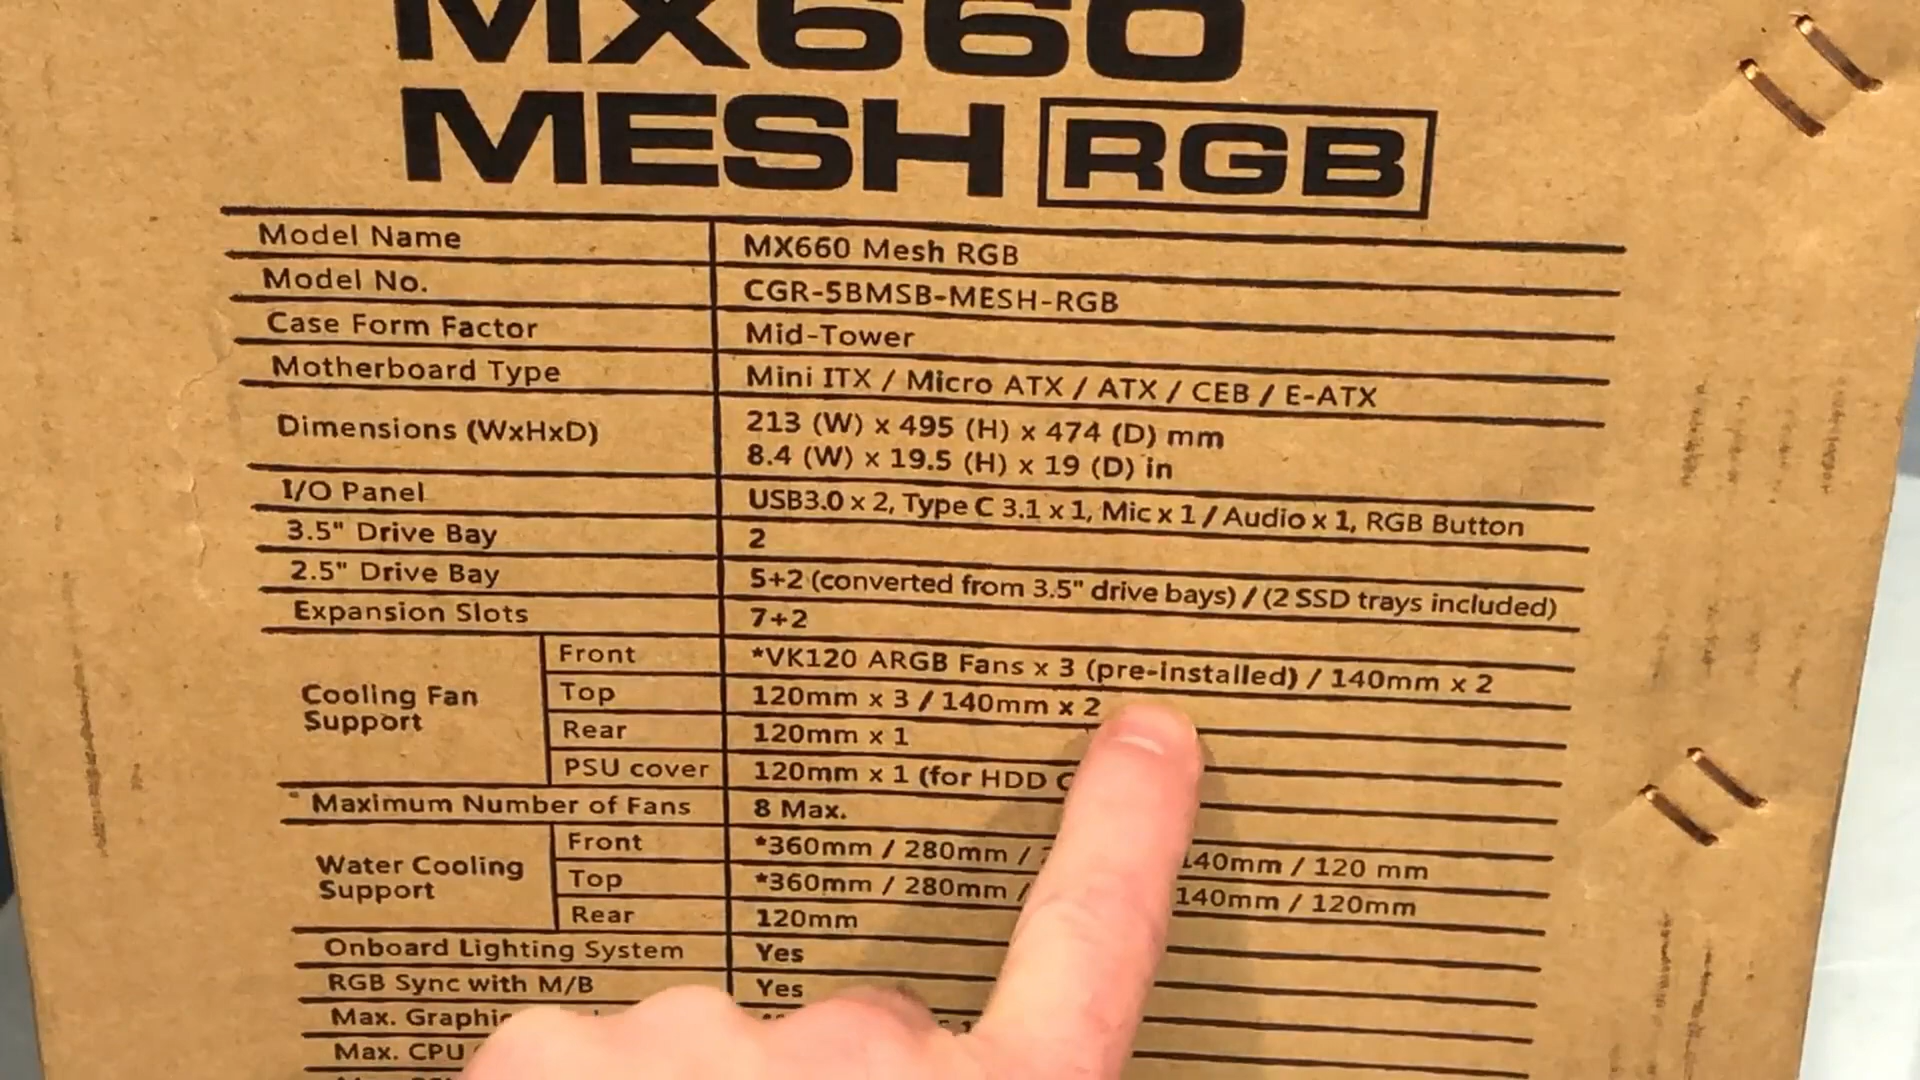 MX660
MESH RGB
Model Name MX660 Mesh RGB
Model No. CGR-5BMSB-MESH-RGB
Case Form Factor Mid-Tower
Motherboard Type Mini ITX / Micro ATX / ATX / CEB / E-ATX
Dimensions (WxHxD) 213 (W) x 495 (H) x 474 (D) mm
8.4 (W) x 19.5 (H) x 19 (D) in
I/O Panel USB3.0 x 2, Type C 3.1 x 1, Mic x 1 / Audio x 1, RGB Button
3.5" Drive Bay 2
2.5" Drive Bay 5+2 (converted from 3.5" drive bays) / (2 SSD trays included)
Expansion Slots 7+2
Cooling Fan Support
Front *VK120 ARGB Fans x 3 (pre-installed) / 140mm x 2
Top 120mm x 3 / 140mm x 2
Rear 120mm x 1
PSU cover 120mm x 1 (for HDD
Maximum Number of Fans 8 Max.
Water Cooling Support
Front *360mm / 280mm / 140mm / 120 mm
Top *360mm / 280mm / 140mm / 120mm
Rear 120mm
Onboard Lighting System Yes
RGB Sync with M/B Yes
Max.
Max. CPU